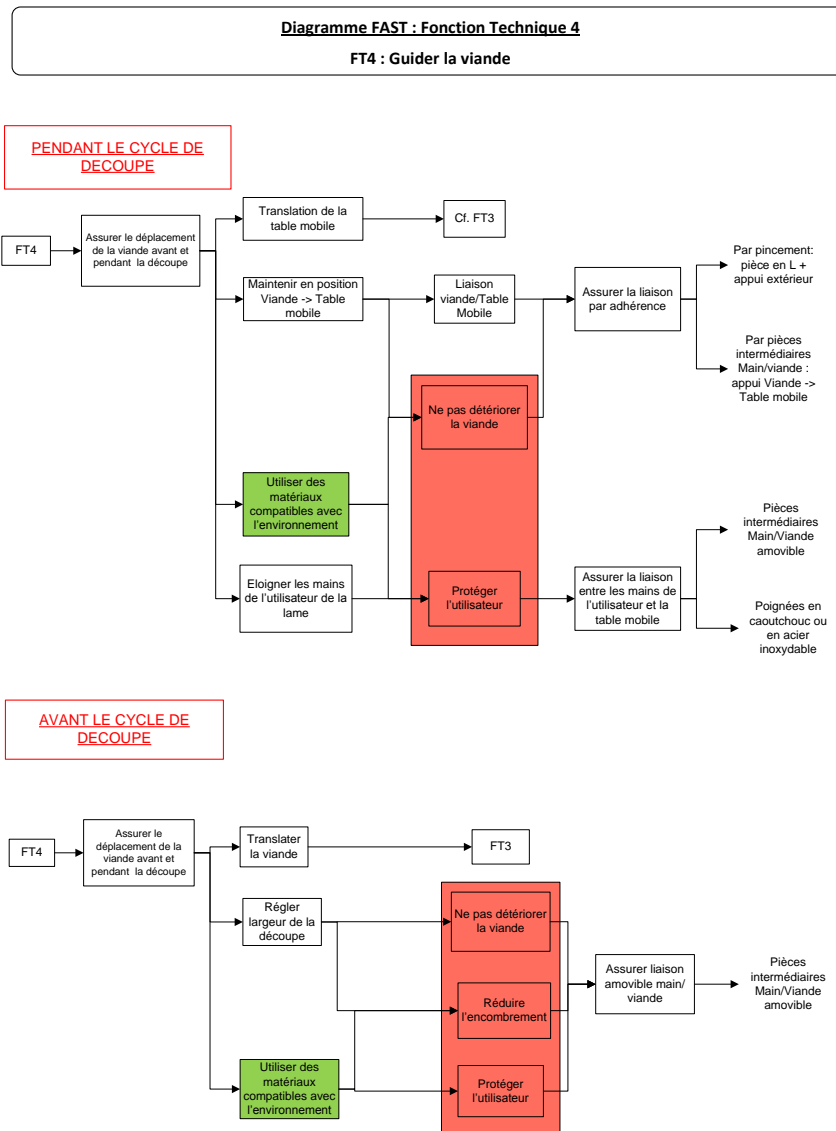 Diagramme FAST : Fonction Technique 4
FT4 : Guider la viande
PENDANT LE CYCLE DE
DECOUPE
FT4
Assurer le déplacement
de la viande avant et
pendant la découpe
Translation de la
table mobile
Cf. FT3
Maintenir en position
Viande -> Table
mobile
Liaison
viande/Table
Mobile
Assurer la liaison
par adhérence
Par pincement:
pièce en L +
appui extérieur
Par pièces
intermédiaires
Main/viande :
appui Viande ->
Table mobile
Ne pas détériorer
la viande
Utiliser des
matériaux
compatibles avec
l’environnement
Eloigner les mains
de l’utilisateur de la
lame
Protéger
l’utilisateur
Assurer la liaison
entre les mains de
l’utilisateur et la
table mobile
Pièces
intermédiaires
Main/Viande
amovible
Poignées en
caoutchouc ou
en acier
inoxydable
AVANT LE CYCLE DE
DECOUPE
FT4
Assurer le
déplacement de la
viande avant et
pendant la découpe
Translater
la viande
FT3
Régler
largeur de la
découpe
Ne pas détériorer
la viande
Réduire
l’encombrement
Utiliser des
matériaux
compatibles avec
l’environnement
Protéger
l’utilisateur
Assurer liaison
amovible main/
viande
Pièces
intermédiaires
Main/Viande
amovible